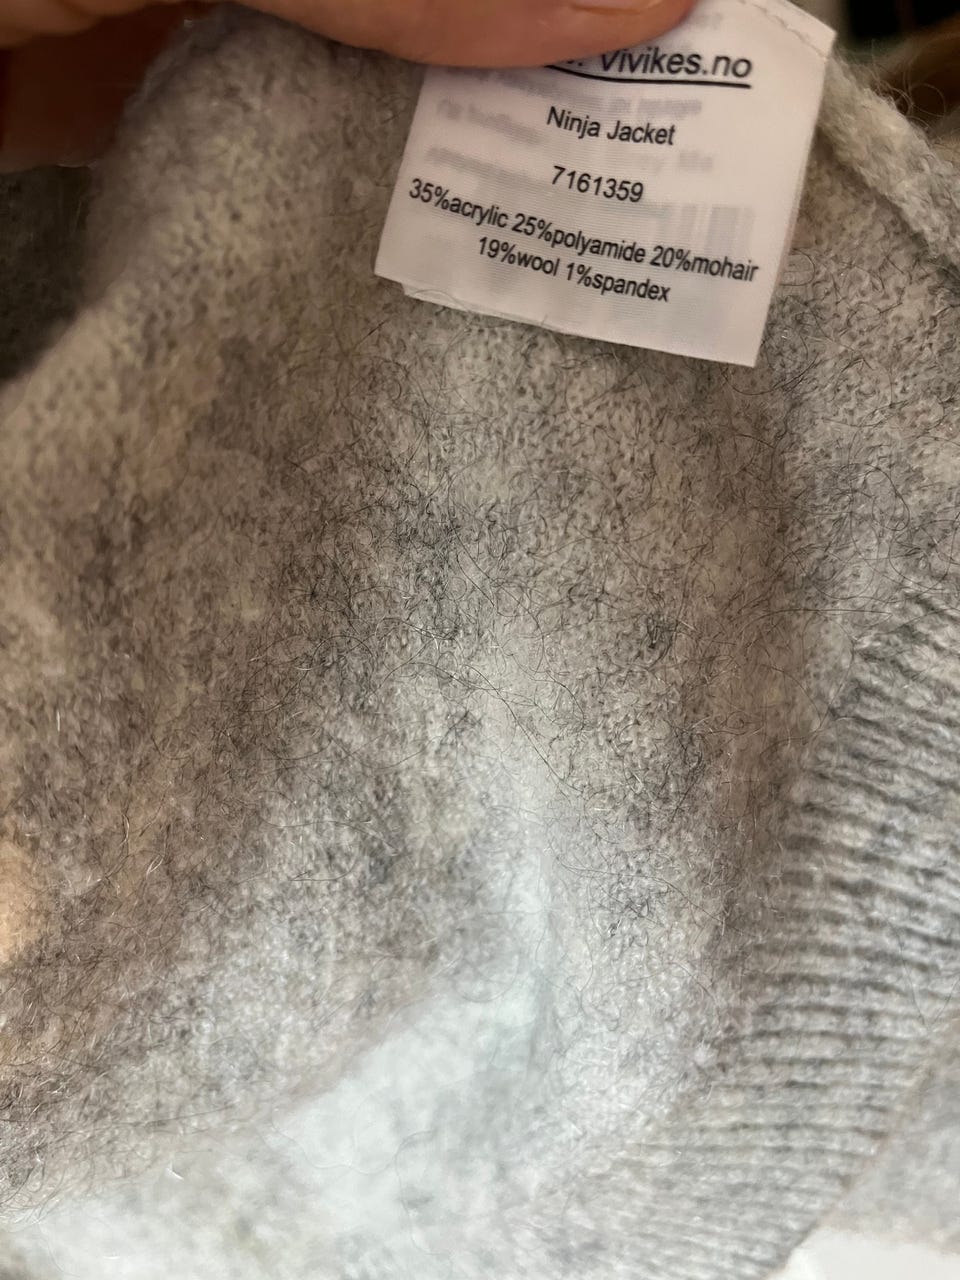 vivikes.no
Ninja Jacket
7161359
35%acrylic 25%polyamide 20%mohair
19%wool 1%spandex